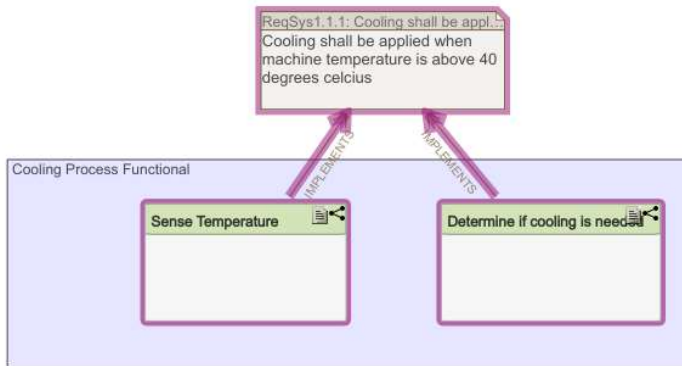 ReqSys1.1.1: Cooling shall be appl...
Cooling shall be applied when
machine temperature is above 40
degrees celcius
IMPLEMENTS
IMPLEMENTS
Cooling Process Functional
Sense Temperature
Determine if cooling is needed